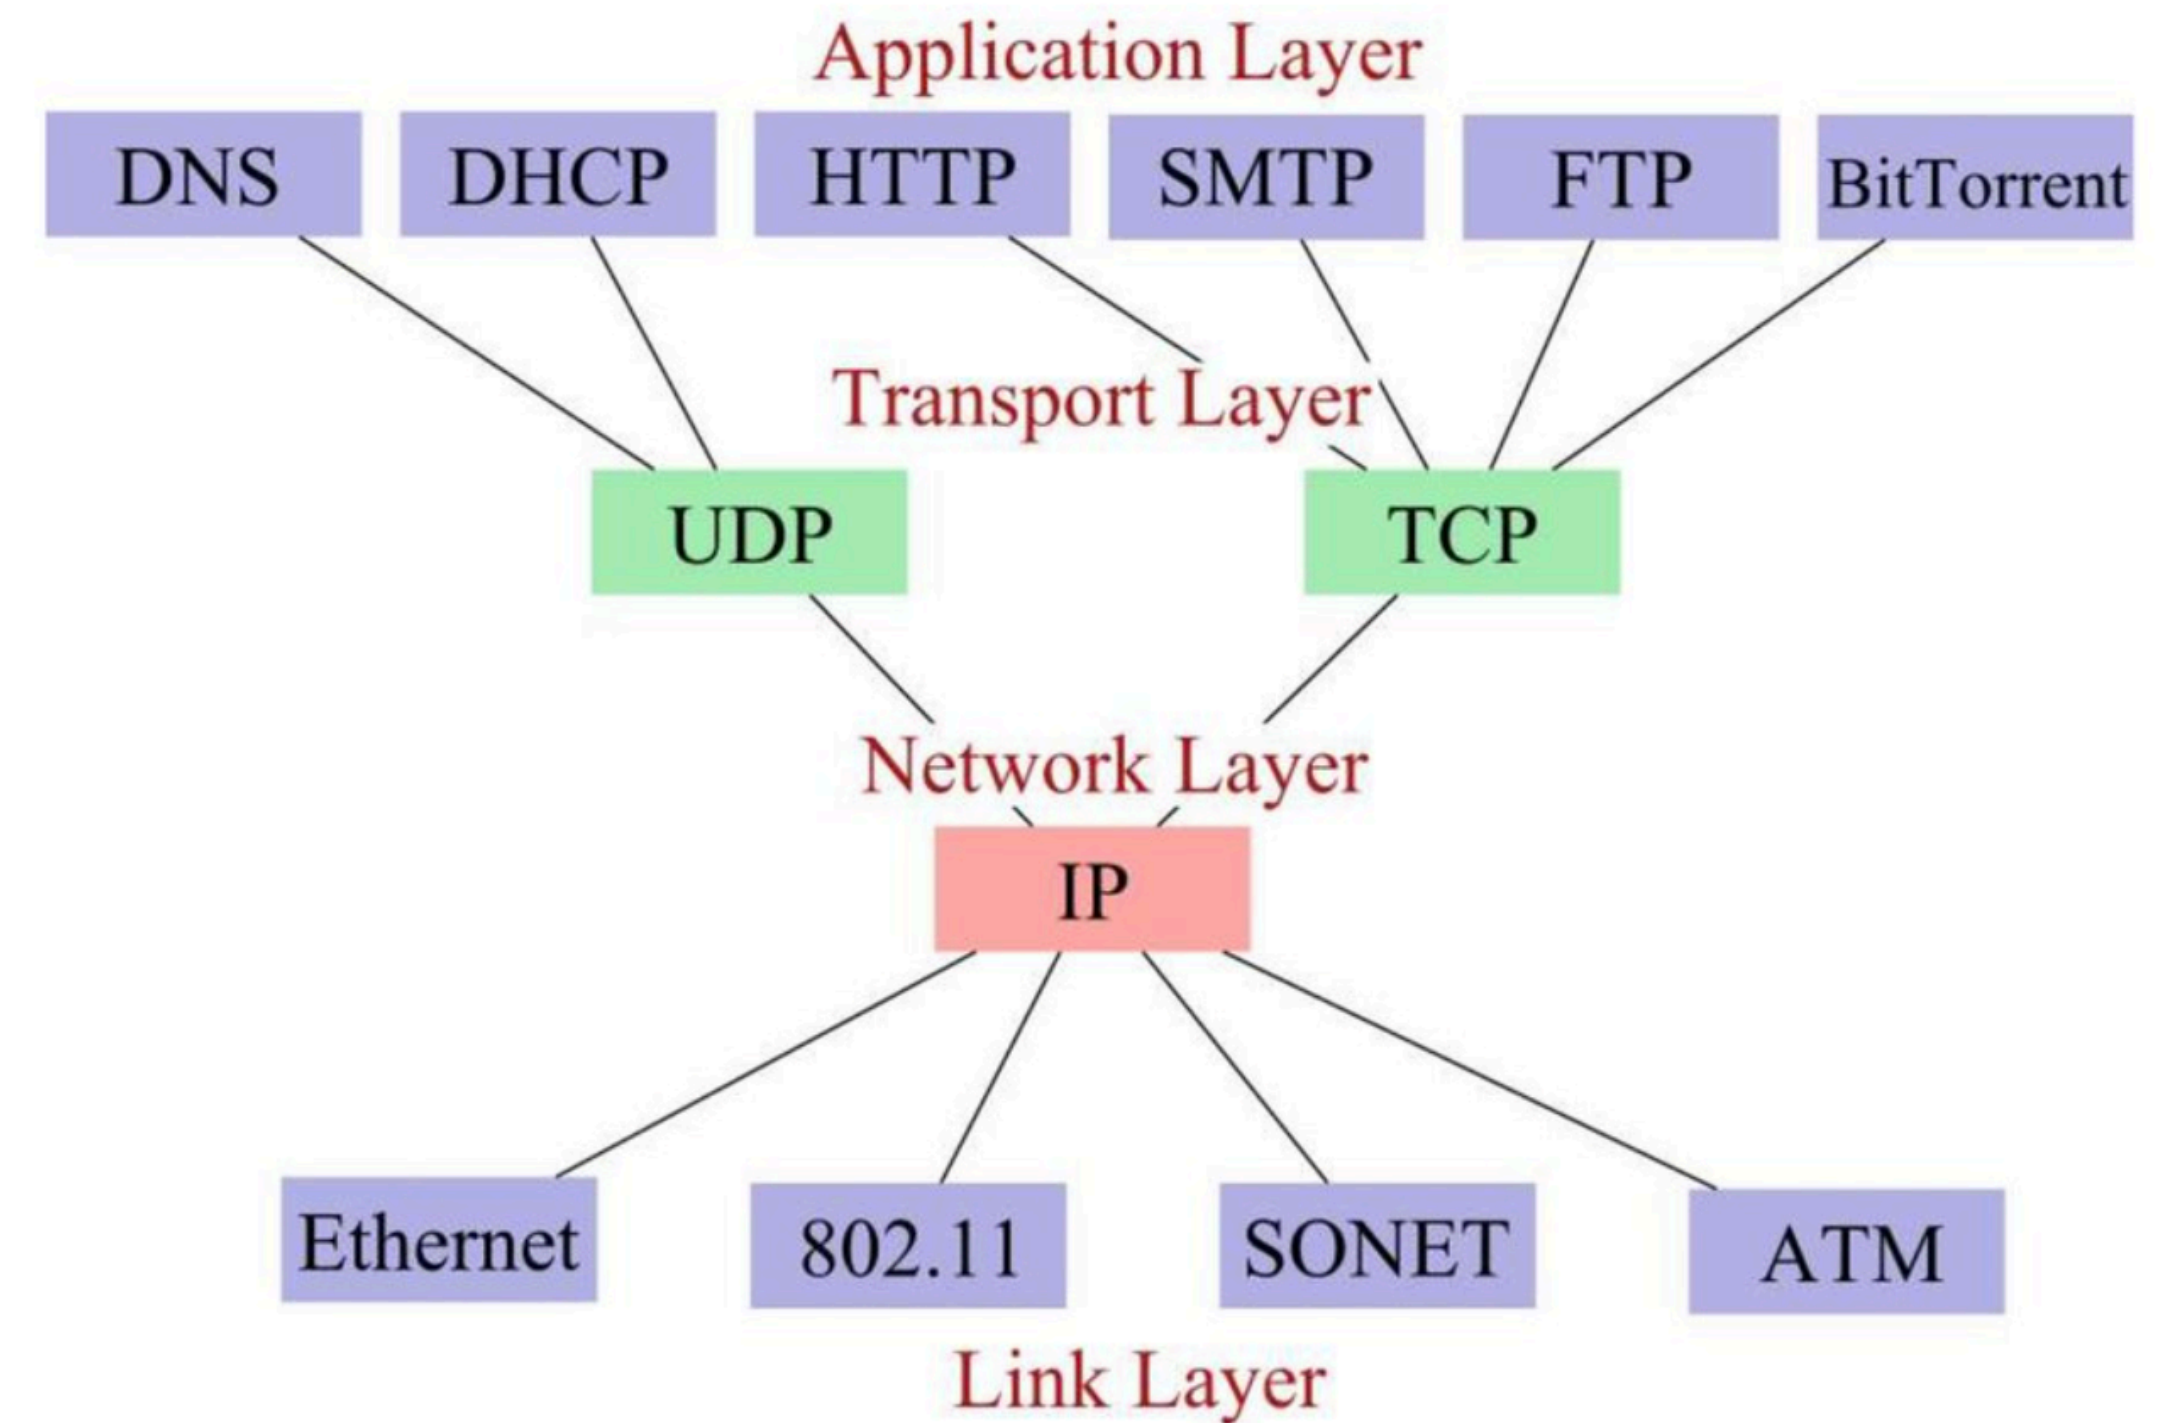 Application Layer
DNS DHCP HTTP SMTP FTP BitTorrent
Transport Layer
UDP TCP
Network Layer
IP
Ethernet 802.11 SONET ATM
Link Layer